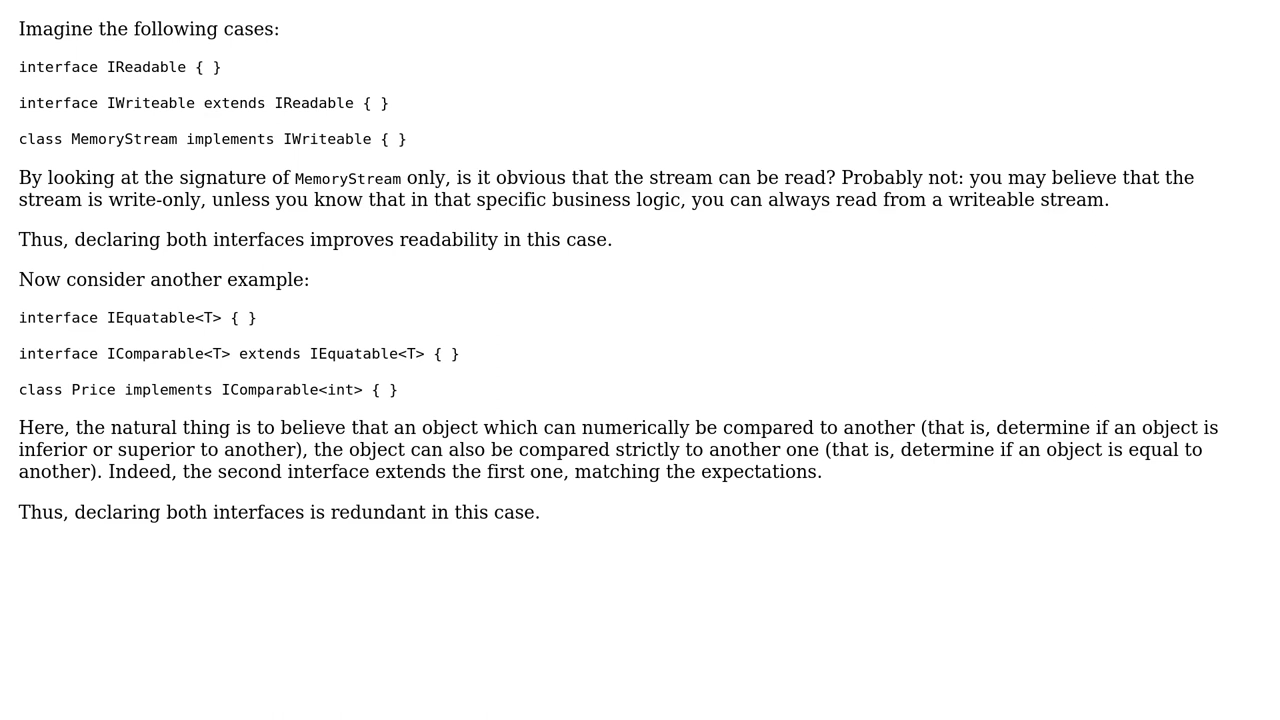 Imagine the following cases:
interface IReadable { }
interface IWriteable extends IReadable { }
class MemoryStream implements IWriteable { }
By looking at the signature of MemoryStream only, is it obvious that the stream can be read? Probably not: you may believe that the
stream is write-only, unless you know that in that specific business logic, you can always read from a writeable stream.
Thus, declaring both interfaces improves readability in this case.
Now consider another example:
interface IEquatable<T> { }
interface IComparable<T> extends IEquatable<T> { }
class Price implements IComparable<int> { }
Here, the natural thing is to believe that an object which can numerically be compared to another (that is, determine if an object is
inferior or superior to another), the object can also be compared strictly to another one (that is, determine if an object is equal to
another). Indeed, the second interface extends the first one, matching the expectations.
Thus, declaring both interfaces is redundant in this case.